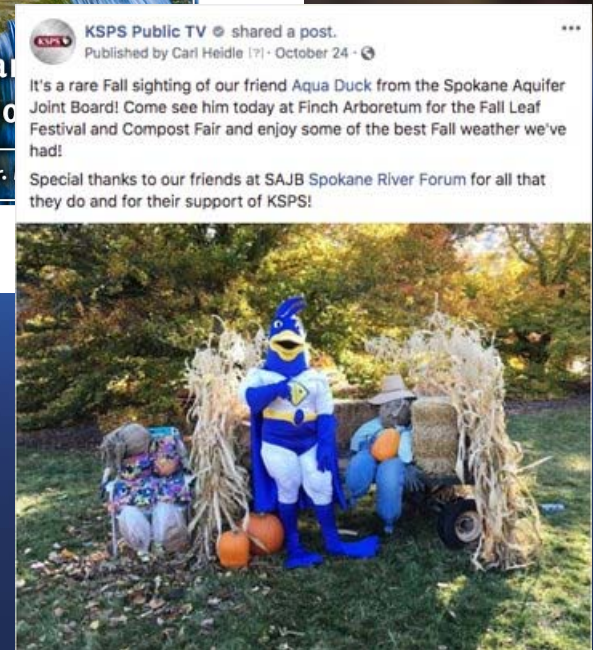 KSPS
KSPS Public TV shared a post.
Published by Carl Heidle [?] · October 24 ·
It's a rare Fall sighting of our friend Aqua Duck from the Spokane Aquifer
Joint Board! Come see him today at Finch Arboretum for the Fall Leaf
Festival and Compost Fair and enjoy some of the best Fall weather we've
had!
Special thanks to our friends at SAJB Spokane River Forum for all that
they do and for their support of KSPS!